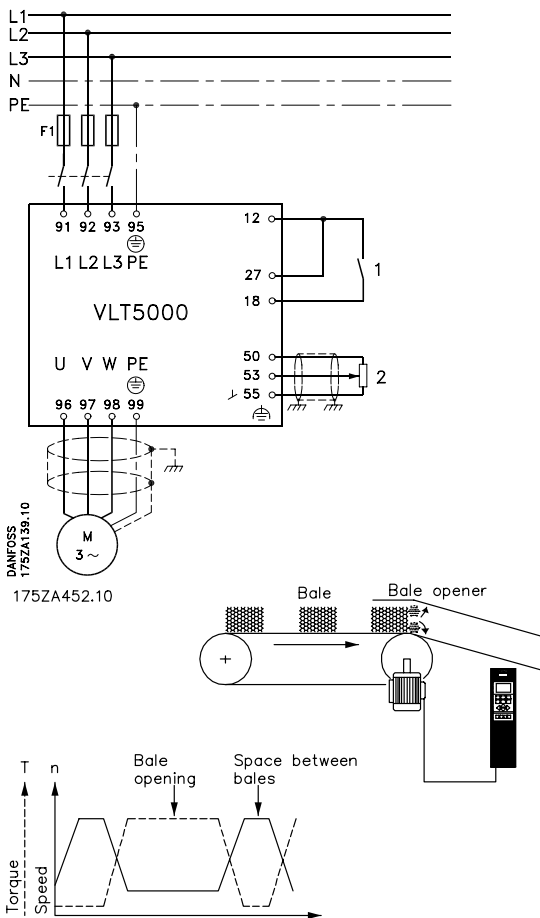 L1
L2
L3
N
PE
F1
91 92 93 95
L1 L2 L3 PE
VLT5000
U V W PE
96 97 98 99
12
27
18
1
50
53
55
2
M
3 ~
DANFOSS
175ZA139.10
175ZA452.10
Bale
Bale opener
T n
Bale
opening
Space between
bales
Torque
Speed